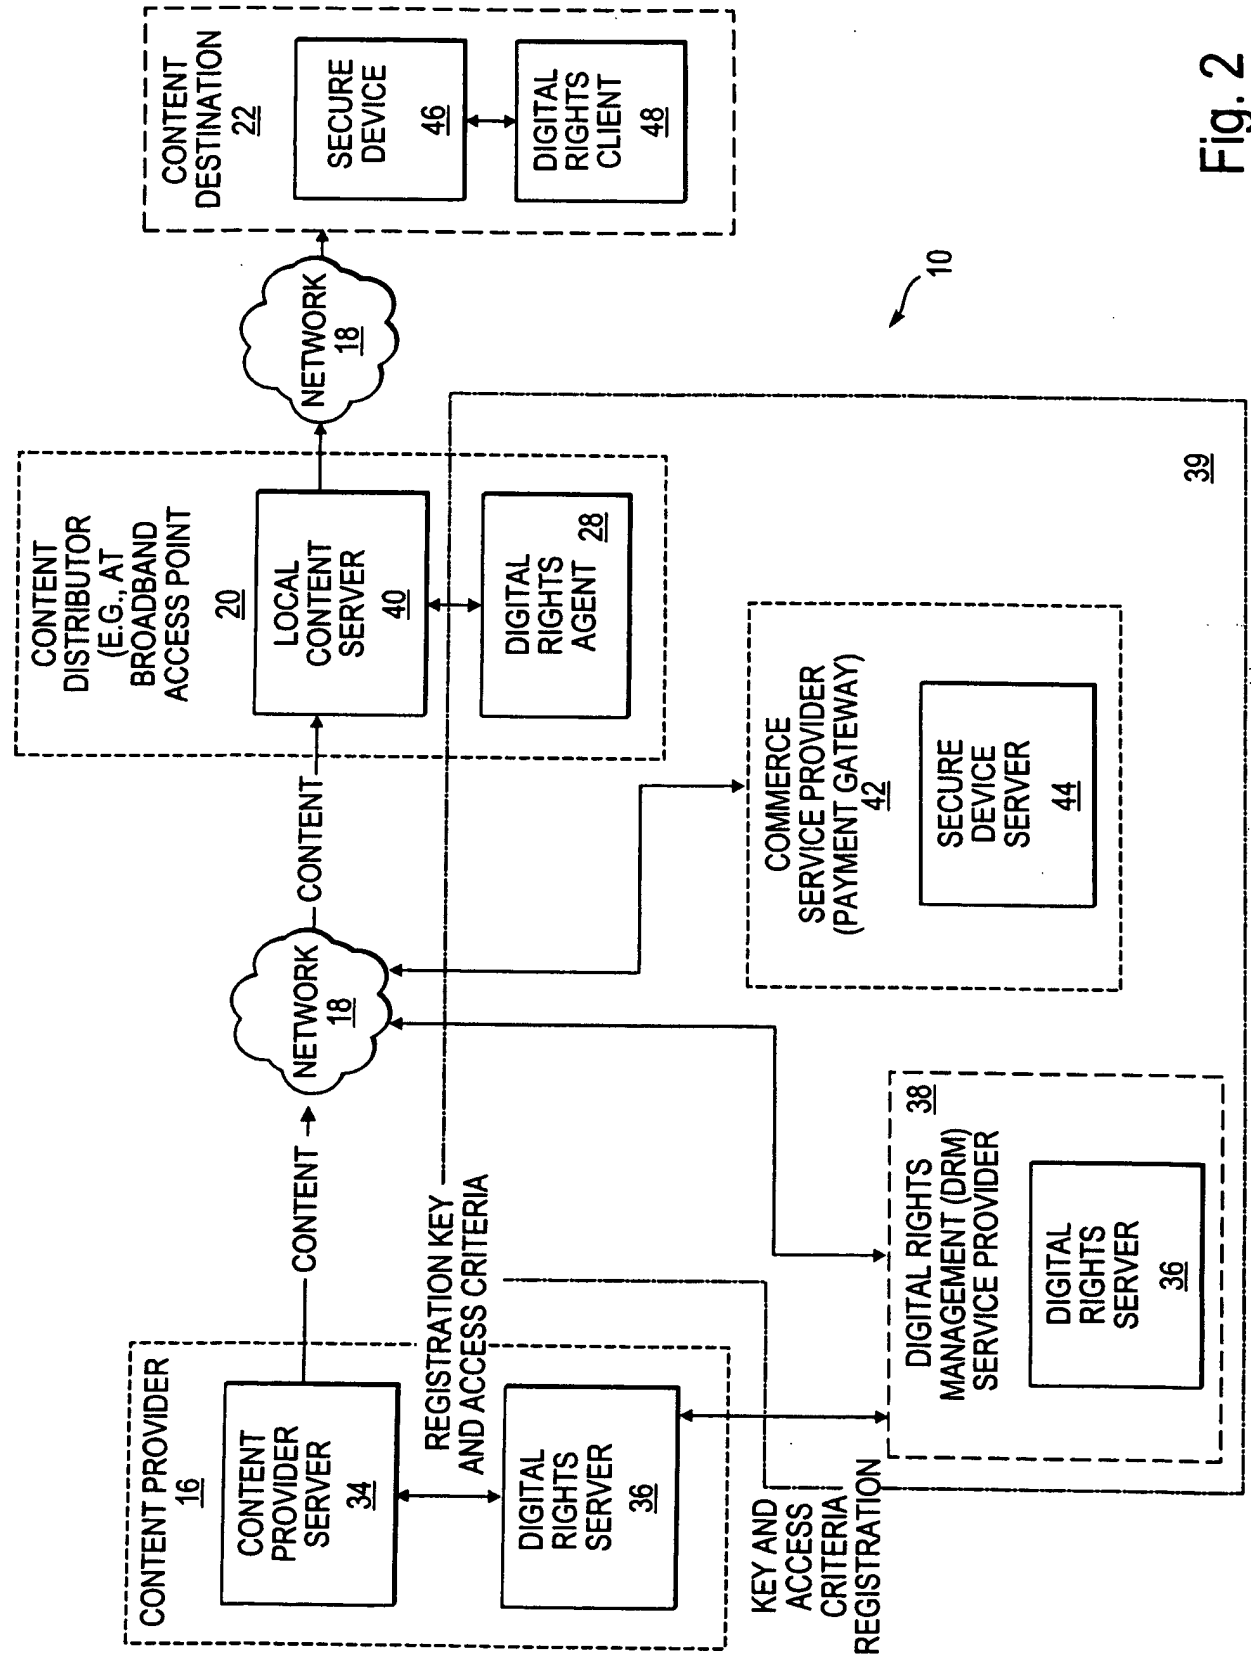 CONTENT PROVIDER
16
CONTENT
PROVIDER
SERVER
34
DIGITAL
RIGHTS
SERVER
36
REGISTRATION KEY
AND ACCESS CRITERIA
KEY AND
ACCESS
CRITERIA
REGISTRATION
CONTENT
NETWORK
18
CONTENT
CONTENT
DISTRIBUTOR
(E.G., AT
BROADBAND
ACCESS POINT
20
LOCAL
CONTENT
SERVER
40
DIGITAL
RIGHTS
AGENT
28
NETWORK
18
CONTENT
DESTINATION
22
SECURE
DEVICE
46
DIGITAL
RIGHTS
CLIENT
48
DIGITAL RIGHTS
MANAGEMENT (DRM)
SERVICE PROVIDER
38
DIGITAL
RIGHTS
SERVER
36
COMMERCE
SERVICE PROVIDER
(PAYMENT GATEWAY)
42
SECURE
DEVICE
SERVER
44
39
10
Fig. 2